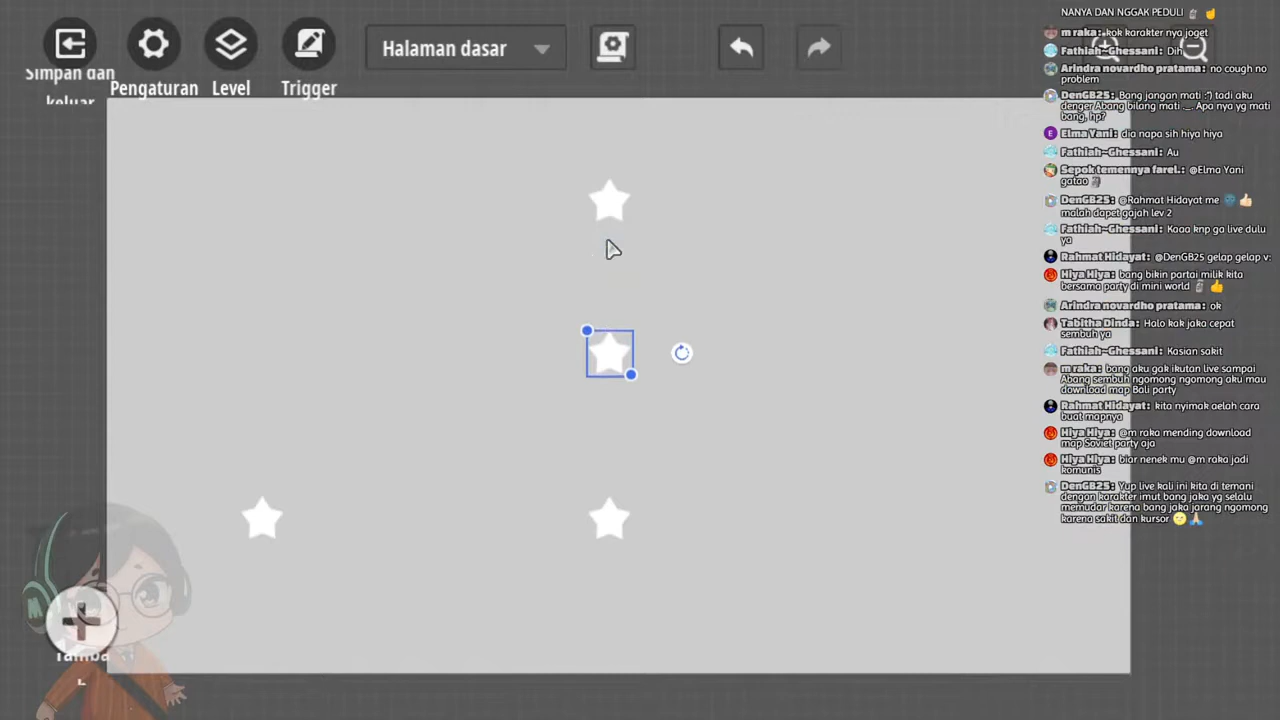 Simpan dan
keluar
Pengaturan
Level
Trigger
Halaman dasar
NANYA DAN NGGAK PEDULI 🗿 ☝
m raka: kok karakter nya joget
Fathiah~Ghessani: Dih
Arindra novardho pratama: no cough no
problem
DenGB25: Bang jangan mati :") tadi aku
denger Abang bilang mati ._. Apa nya yg mati
bang, hp?
Elma Yani: dia napa sih hiya hiya
Fathiah~Ghessani: Au
Sepok temennya farel.: @Elma Yani
gatao 🗿
DenGB25: @Rahmat Hidayat me 🌚 👍🏻
malah dapet gajah lev 2
Fathiah~Ghessani: Kaaa knp ga live dulu
ya
Rahmat Hidayat: @DenGB25 gelap gelap v:
Hiya Hiya: bang bikin partai milik kita
bersama party di mini world 🗿 👍
Arindra novardho pratama: ok
Tabitha Dinda: Halo kak jaka cepat
sembuh ya
Fathiah~Ghessani: Kasian sakit
m raka: bang aku gak ikutan live sampai
Abang sembuh ngomong ngomong aku mau
download map Bali party
Rahmat Hidayat: kita nyimak aelah cara
buat mapnya
Hiya Hiya: @m raka mending download
map Soviet party aja
Hiya Hiya: biar nenek mu @m raka jadi
komunis
DenGB25: Yup live kali ini kita di temani
dengan karakter imut bang jaka yg selalu
memudar karena bang jaka jarang ngomong
karena sakit dan kursor 🌝 🙏🏻
Tamba